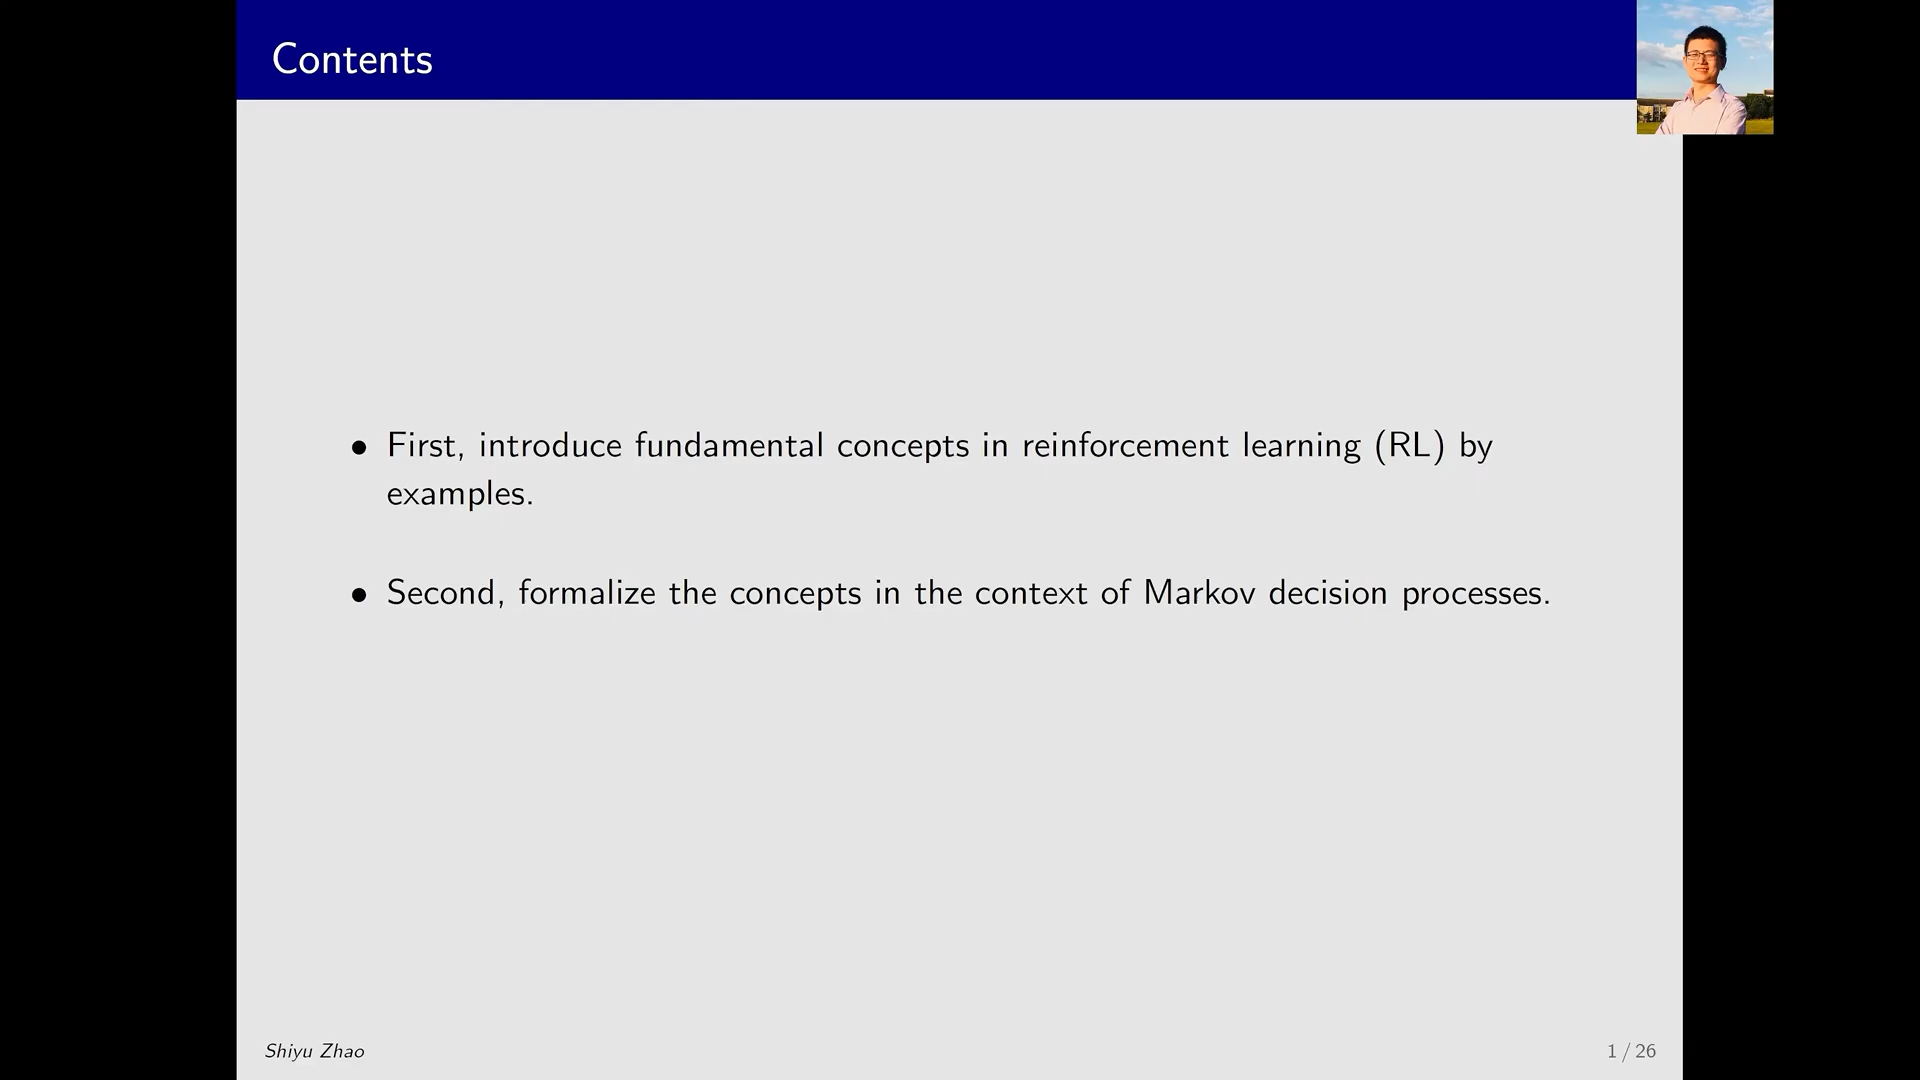 Contents
• First, introduce fundamental concepts in reinforcement learning (RL) by
examples.
• Second, formalize the concepts in the context of Markov decision processes.
Shiyu Zhao
1 / 26